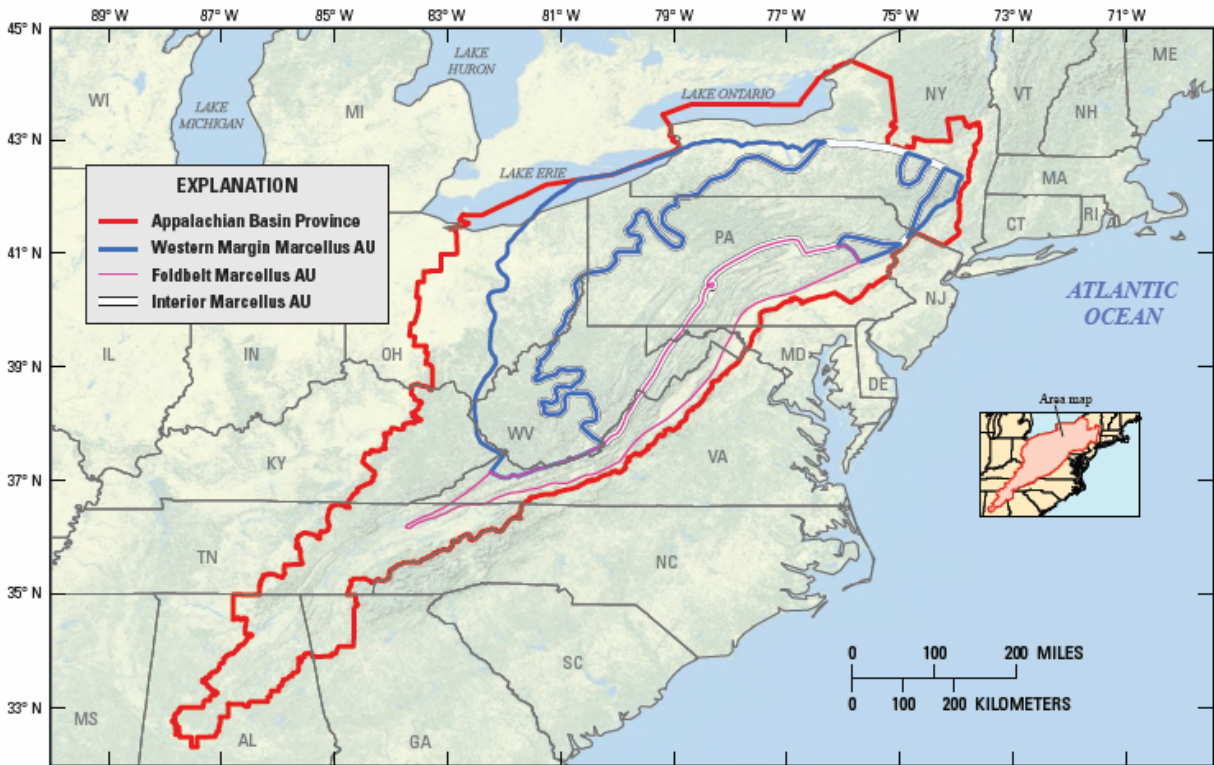 89° W 87° W 85° W 83° W 81° W 79° W 77° W 75° W 73° W 71° W
45° N
43° N
41° N
39° N
37° N
35° N
33° N
LAKE
HURON
LAKE
MICHIGAN
LAKE ONTARIO
LAKE ERIE
WI
MI
NY
VT
NH
ME
MA
CT
RI
PA
NJ
OH
IN
IL
MD
DE
WV
VA
KY
TN
NC
SC
MS
AL
GA
ATLANTIC
OCEAN
EXPLANATION
Appalachian Basin Province
Western Margin Marcellus AU
Foldbelt Marcellus AU
Interior Marcellus AU
Area map
0 100 200 MILES
0 100 200 KILOMETERS